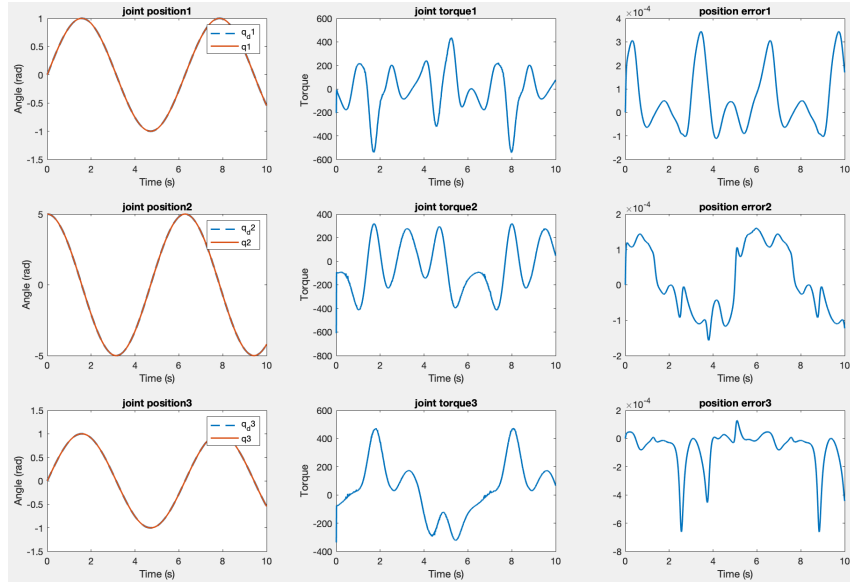 joint position1
1.5
1
0.5
0
-0.5
-1
-1.5
Angle (rad)
q_d1
q1
0 2 4 6 8 10
Time (s)
joint torque1
600
400
200
0
-200
-400
-600
Torque
0 2 4 6 8 10
Time (s)
position error1
×10^-4
4
3
2
1
0
-1
-2
0 2 4 6 8 10
Time (s)
joint position2
5
0
-5
Angle (rad)
q_d2
q2
0 2 4 6 8 10
Time (s)
joint torque2
400
200
0
-200
-400
-600
-800
Torque
0 2 4 6 8 10
Time (s)
position error2
×10^-4
2
1
0
-1
-2
0 2 4 6 8 10
Time (s)
joint position3
1.5
1
0.5
0
-0.5
-1
-1.5
Angle (rad)
q_d3
q3
0 2 4 6 8 10
Time (s)
joint torque3
600
400
200
0
-200
-400
Torque
0 2 4 6 8 10
Time (s)
position error3
×10^-4
2
0
-2
-4
-6
-8
0 2 4 6 8 10
Time (s)